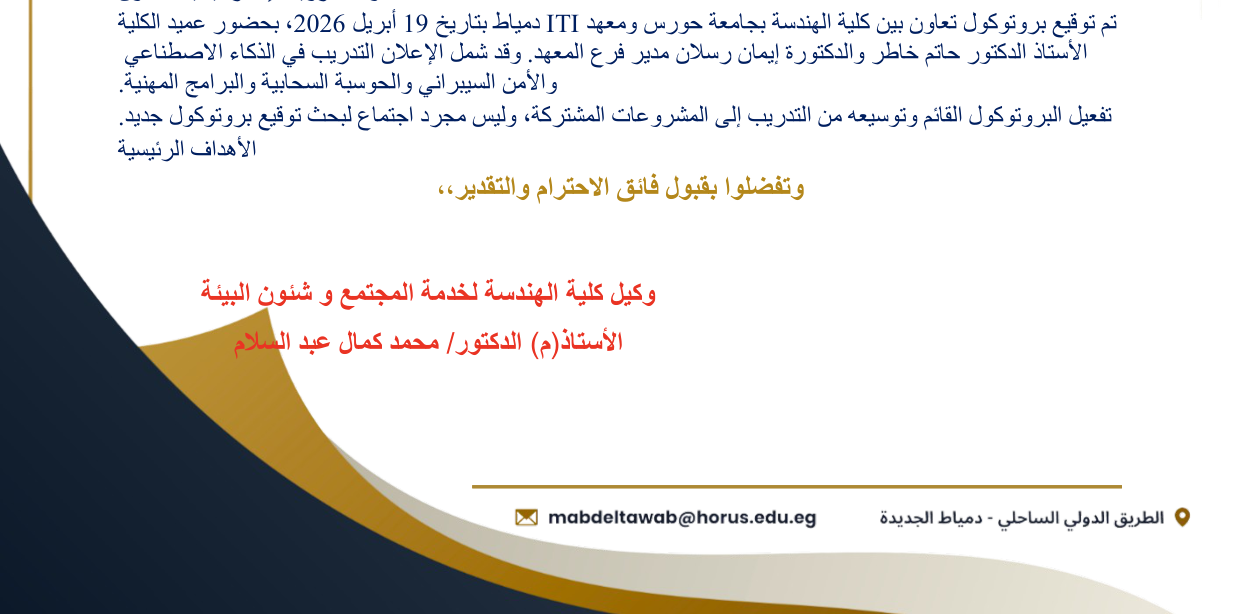 تم توقيع بروتوكول تعاون بين كلية الهندسة بجامعة حورس ومعهد ITI دمياط بتاريخ 19 أبريل 2026، بحضور عميد الكلية
الأستاذ الدكتور حاتم خاطر والدكتورة إيمان رسلان مدير فرع المعهد. وقد شمل الإعلان التدريب في الذكاء الاصطناعي
والأمن السيبراني والحوسبة السحابية والبرامج المهنية.
تفعيل البروتوكول القائم وتوسيعه من التدريب إلى المشروعات المشتركة، وليس مجرد اجتماع لبحث توقيع بروتوكول جديد.
الأهداف الرئيسية
وتفضلوا بقبول فائق الاحترام والتقدير،،
وكيل كلية الهندسة لخدمة المجتمع و شئون البيئة
الأستاذ(م) الدكتور/ محمد كمال عبد السلام
الطريق الدولي الساحلي - دمياط الجديدة
mabdeltawab@horus.edu.eg